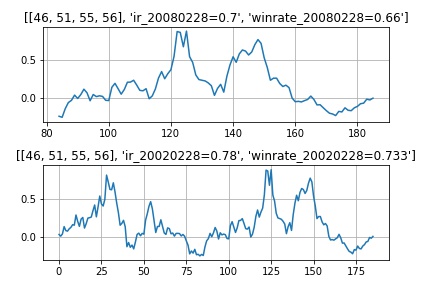 [[46, 51, 55, 56], 'ir_20080228=0.7', 'winrate_20080228=0.66']
0.5
0.0
80 100 120 140 160 180
[[46, 51, 55, 56], 'ir_20020228=0.78', 'winrate_20020228=0.733']
0.5
0.0
0 25 50 75 100 125 150 175